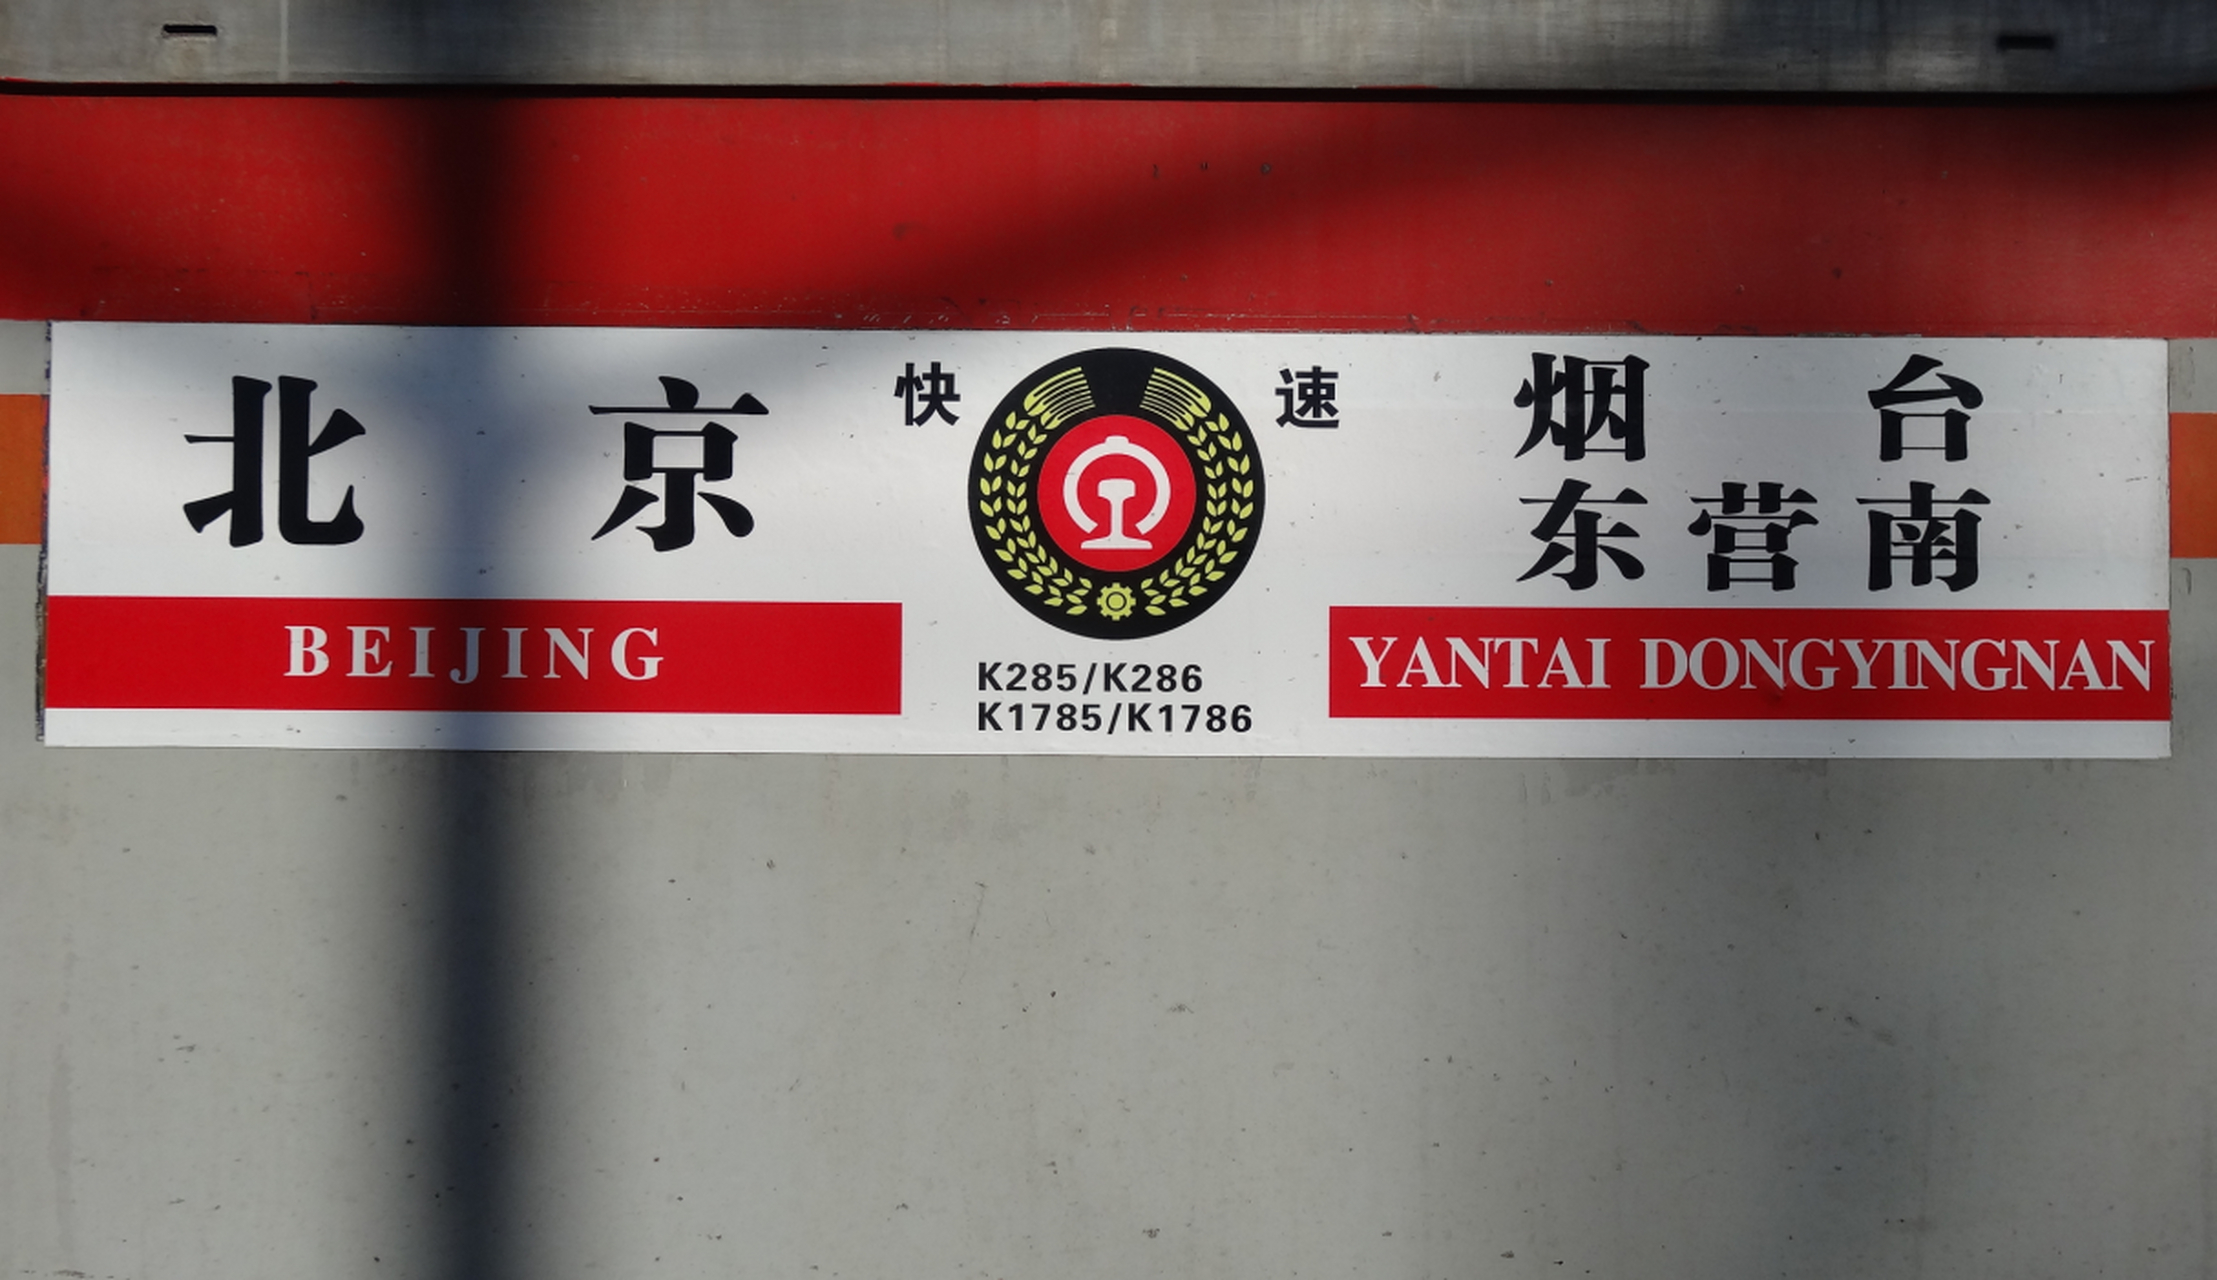 北京
BEIJING
快速
K285/K286
K1785/K1786
烟台
东营南
YANTAI DONGYINGNAN